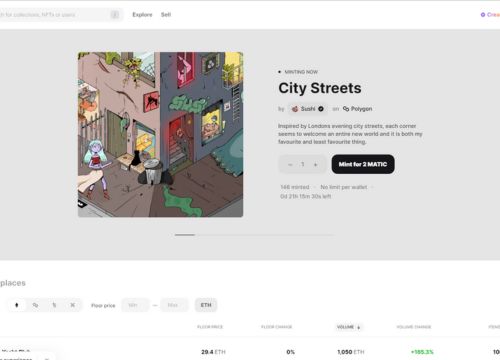 h for collections, NFTs or users /
Explore Sell
Crea
MINTING NOW
City Streets
by Sushi on Polygon
Inspired by Londons evening city streets, each corner
seems to welcome an entire new world and it is both my
favourite and least favourite thing.
− 1 + Mint for 2 MATIC
146 minted · No limit per wallet ·
0d 21h 15m 30s left
places
Floor price Min — Max ETH
FLOOR PRICE FLOOR CHANGE VOLUME ↓ VOLUME CHANGE ITEMS
29.4 ETH 0% 1,050 ETH +165.3% 10